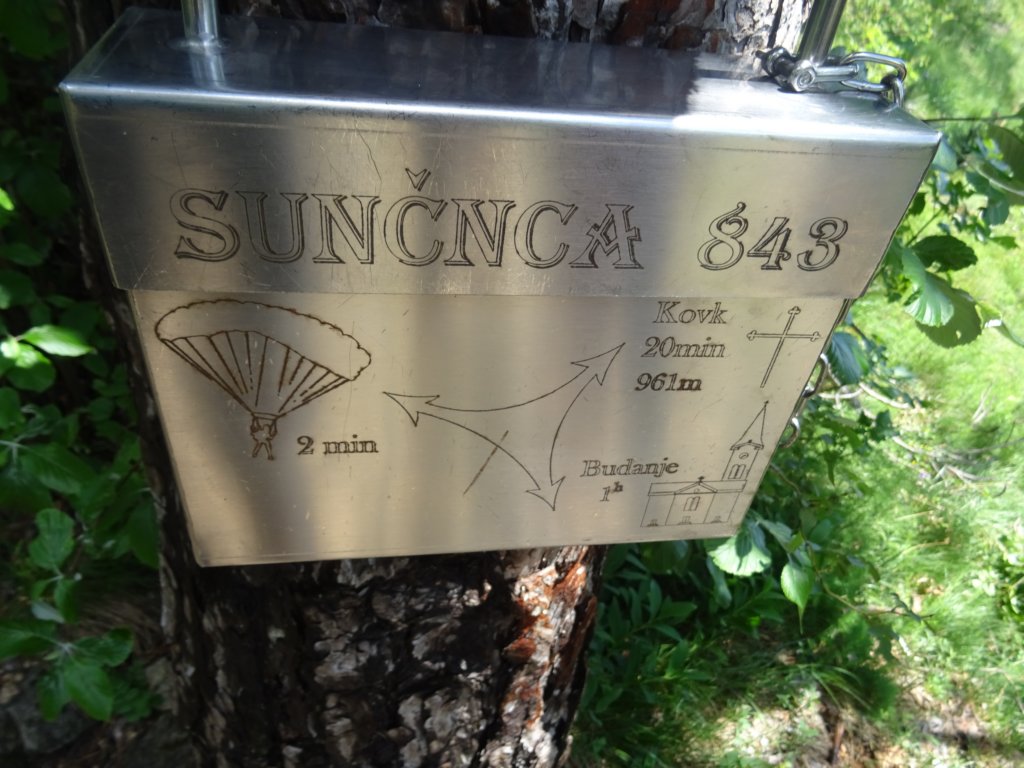 SUNČNCA 843
Kovk
20min
961m
2 min
Budanje
1h